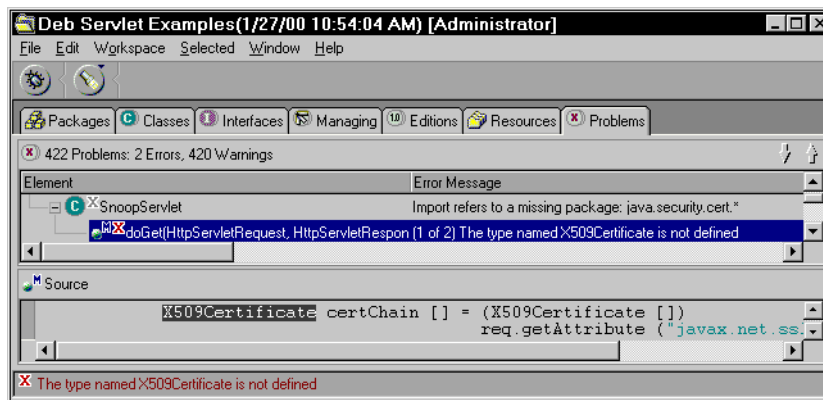 Deb Servlet Examples(1/27/00 10:54:04 AM) [Administrator]
File Edit Workspace Selected Window Help
Packages C Classes I Interfaces Managing 1.0 Editions Resources X Problems
422 Problems: 2 Errors, 420 Warnings
Element Error Message
C X SnoopServlet Import refers to a missing package: java.security.cert.*
M X doGet(HttpServletRequest, HttpServletRespon (1 of 2) The type named X509Certificate is not defined
M Source
X509Certificate certChain [] = (X509Certificate [])
req.getAttribute ("javax.net.ss
X The type named X509Certificate is not defined